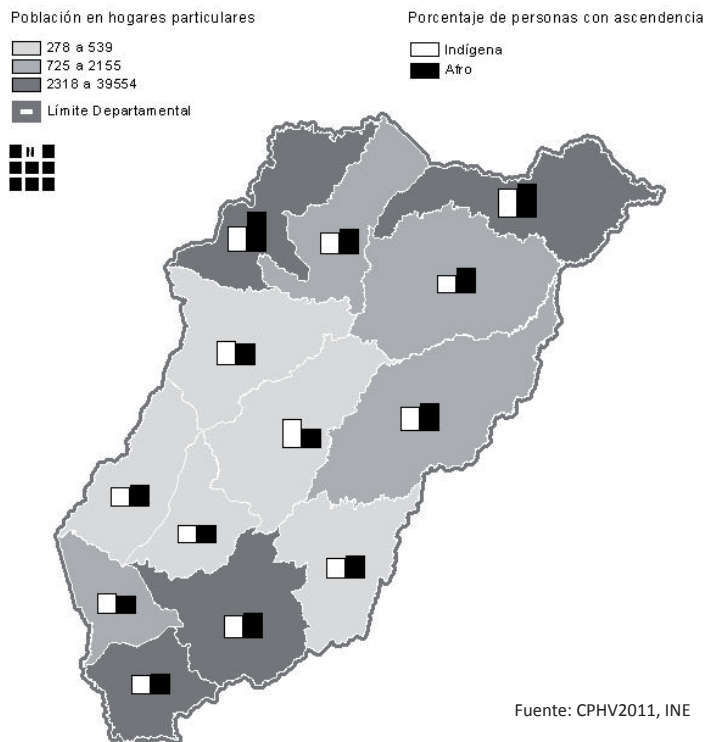 Población en hogares particulares
278 a 539
725 a 2155
2318 a 39554
Límite Departamental
N
Porcentaje de personas con ascendencia
Indígena
Afro
Fuente: CPHV2011, INE